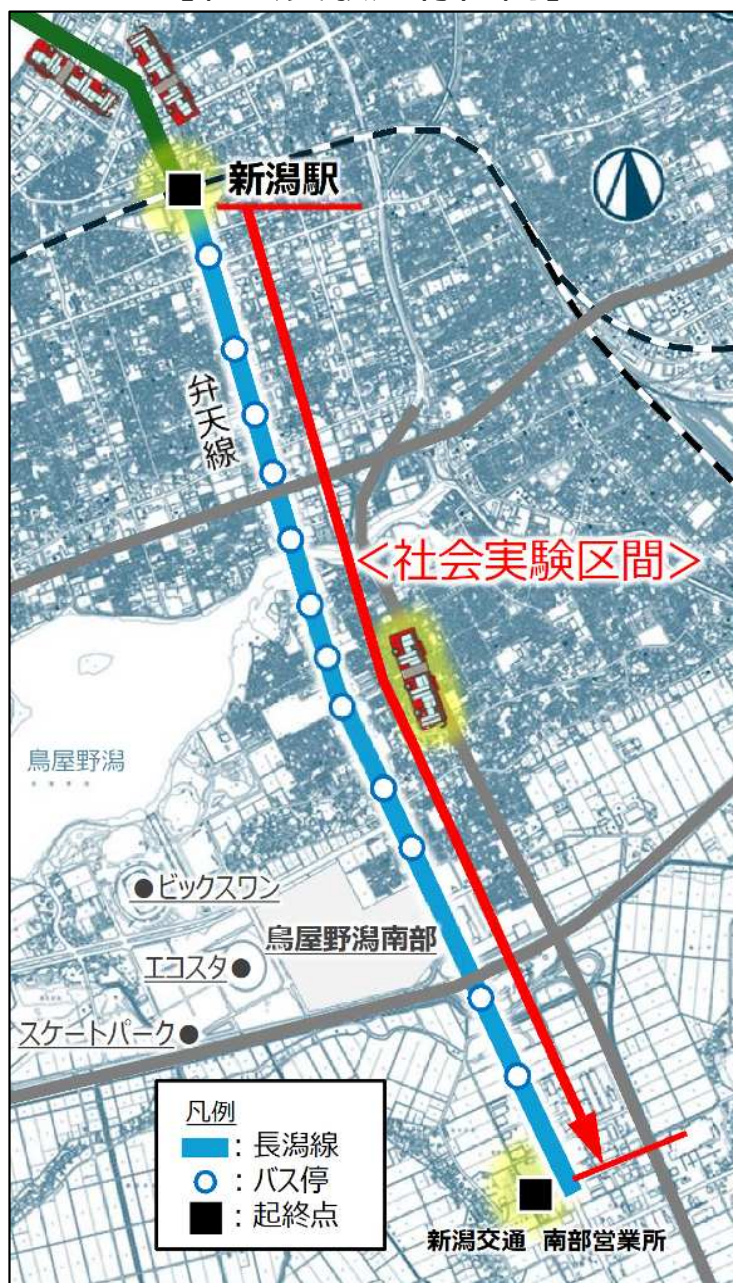 新潟駅
弁天線
<社会実験区間>
鳥屋野潟
●ビックスワン
鳥屋野潟南部
エコスタ●
スケートパーク●
凡例
：長潟線
：バス停
：起終点
新潟交通 南部営業所